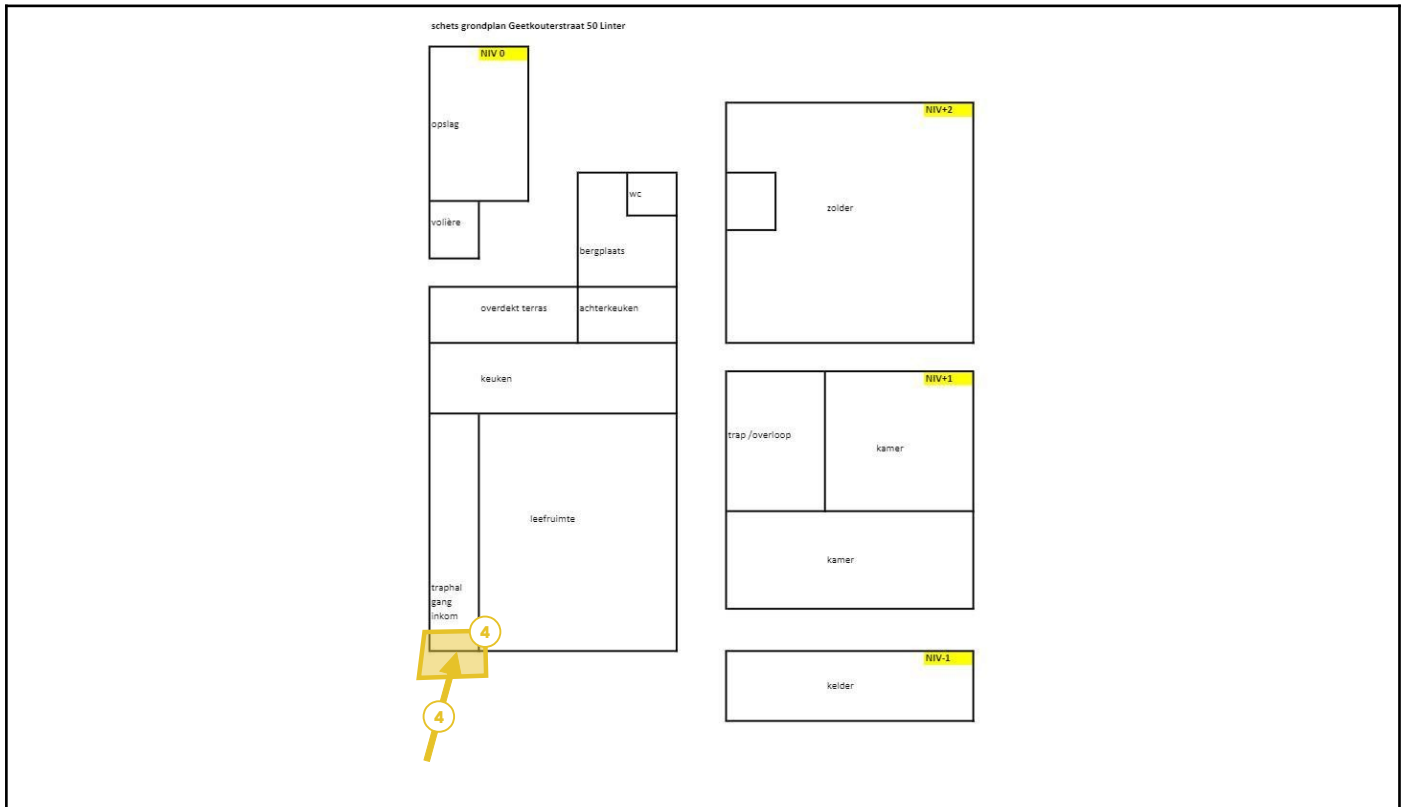 schets grondplan Geetkouterstraat 50 Linter
NIV 0
opslag
volière
wc
bergplaats
overdekt terras
achterkeuken
keuken
leefruimte
traphal
gang
inkom
4
4
NIV+2
zolder
NIV+1
trap /overloop
kamer
kamer
NIV-1
kelder